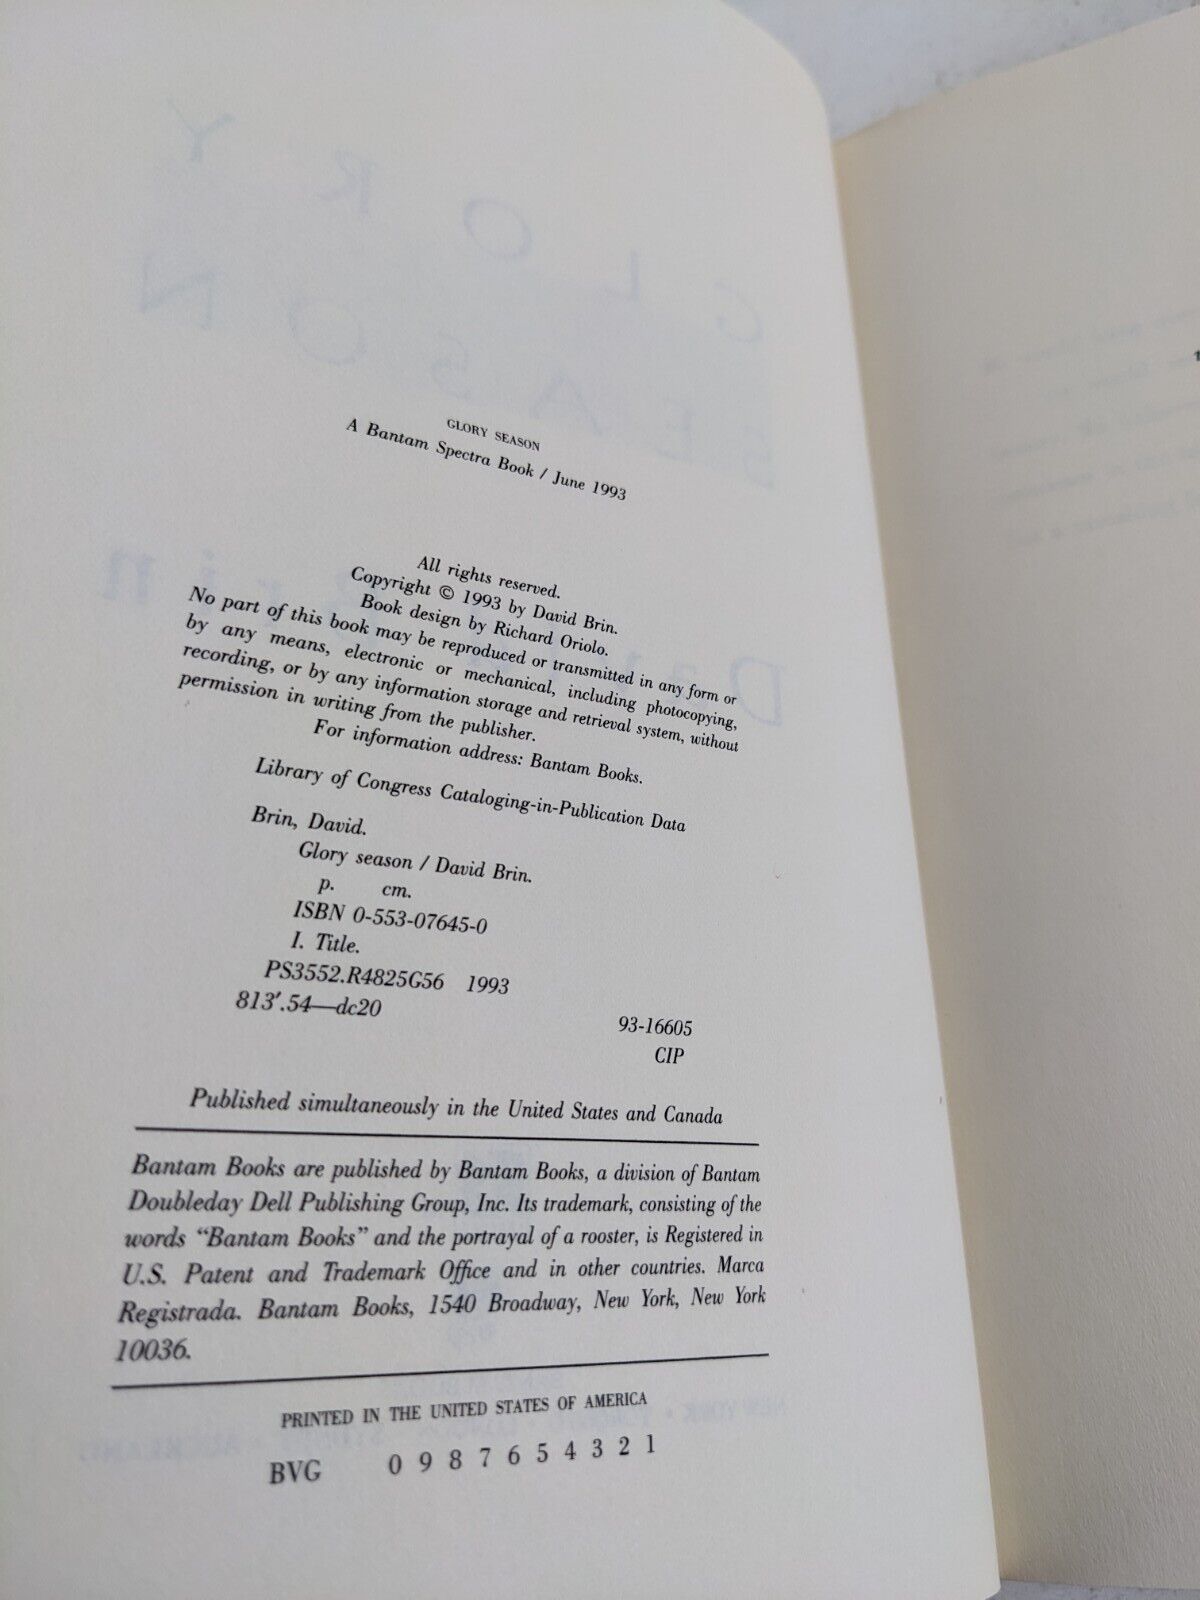 GLORY SEASON
A Bantam Spectra Book / June 1993
All rights reserved.
Copyright © 1993 by David Brin.
Book design by Richard Oriolo.
No part of this book may be reproduced or transmitted in any form or
by any means, electronic or mechanical, including photocopying,
recording, or by any information storage and retrieval system, without
permission in writing from the publisher.
For information address: Bantam Books.
Library of Congress Cataloging-in-Publication Data
Brin, David.
Glory season / David Brin.
p. cm.
ISBN 0-553-07645-0
I. Title.
PS3552.R4825G56 1993
813'.54—dc20
93-16605
CIP
Published simultaneously in the United States and Canada
Bantam Books are published by Bantam Books, a division of Bantam
Doubleday Dell Publishing Group, Inc. Its trademark, consisting of the
words “Bantam Books” and the portrayal of a rooster, is Registered in
U.S. Patent and Trademark Office and in other countries. Marca
Registrada. Bantam Books, 1540 Broadway, New York, New York
10036.
PRINTED IN THE UNITED STATES OF AMERICA
BVG 0 9 8 7 6 5 4 3 2 1